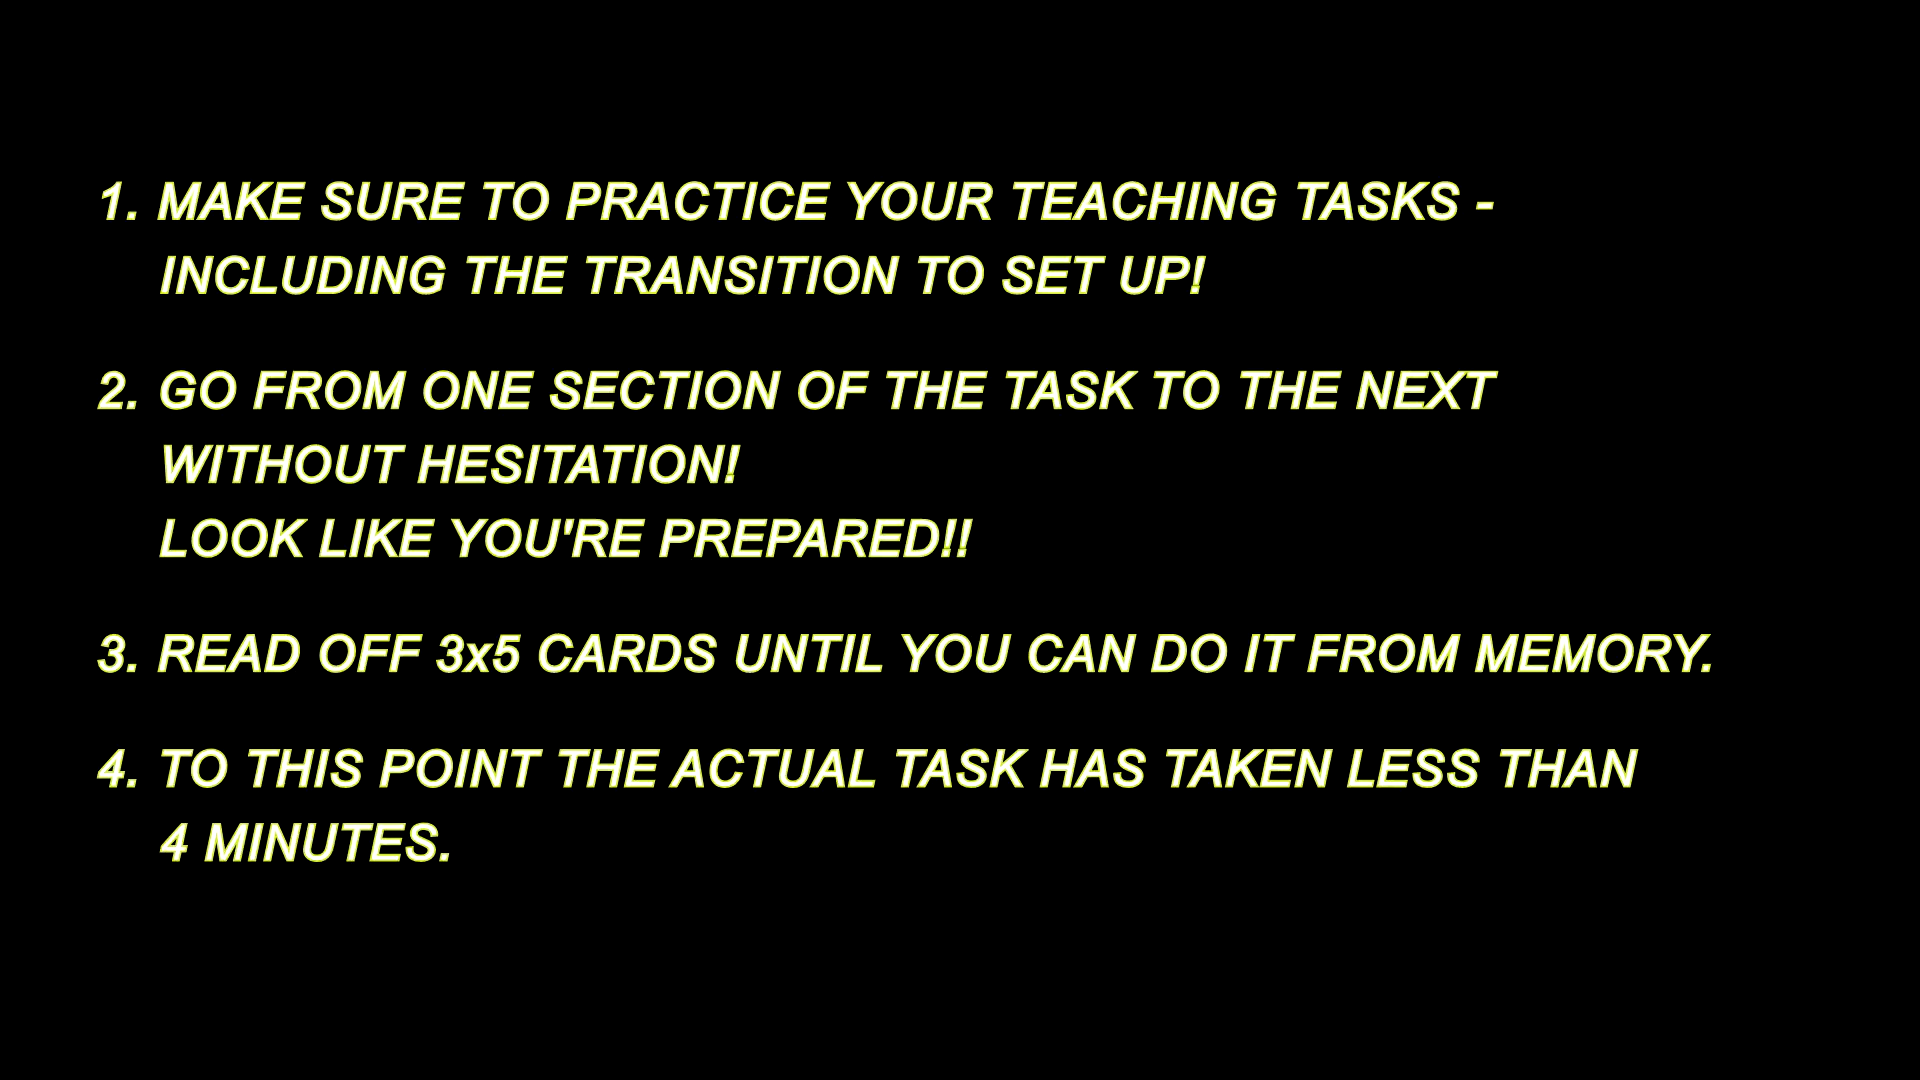 1. MAKE SURE TO PRACTICE YOUR TEACHING TASKS -
INCLUDING THE TRANSITION TO SET UP!
2. GO FROM ONE SECTION OF THE TASK TO THE NEXT
WITHOUT HESITATION!
LOOK LIKE YOU'RE PREPARED!!
3. READ OFF 3x5 CARDS UNTIL YOU CAN DO IT FROM MEMORY.
4. TO THIS POINT THE ACTUAL TASK HAS TAKEN LESS THAN
4 MINUTES.